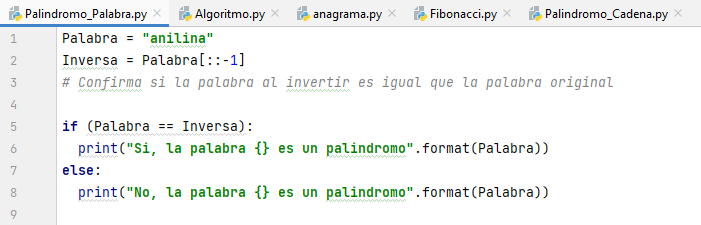 Palindromo_Palabra.py Algoritmo.py anagrama.py Fibonacci.py Palindromo_Cadena.py
1 Palabra = "anilina"
2 Inversa = Palabra[::-1]
3 # Confirma si la palabra al invertir es igual que la palabra original
4
5 if (Palabra == Inversa):
6 print("Si, la palabra {} es un palindromo".format(Palabra))
7 else:
8 print("No, la palabra {} es un palindromo".format(Palabra))
9